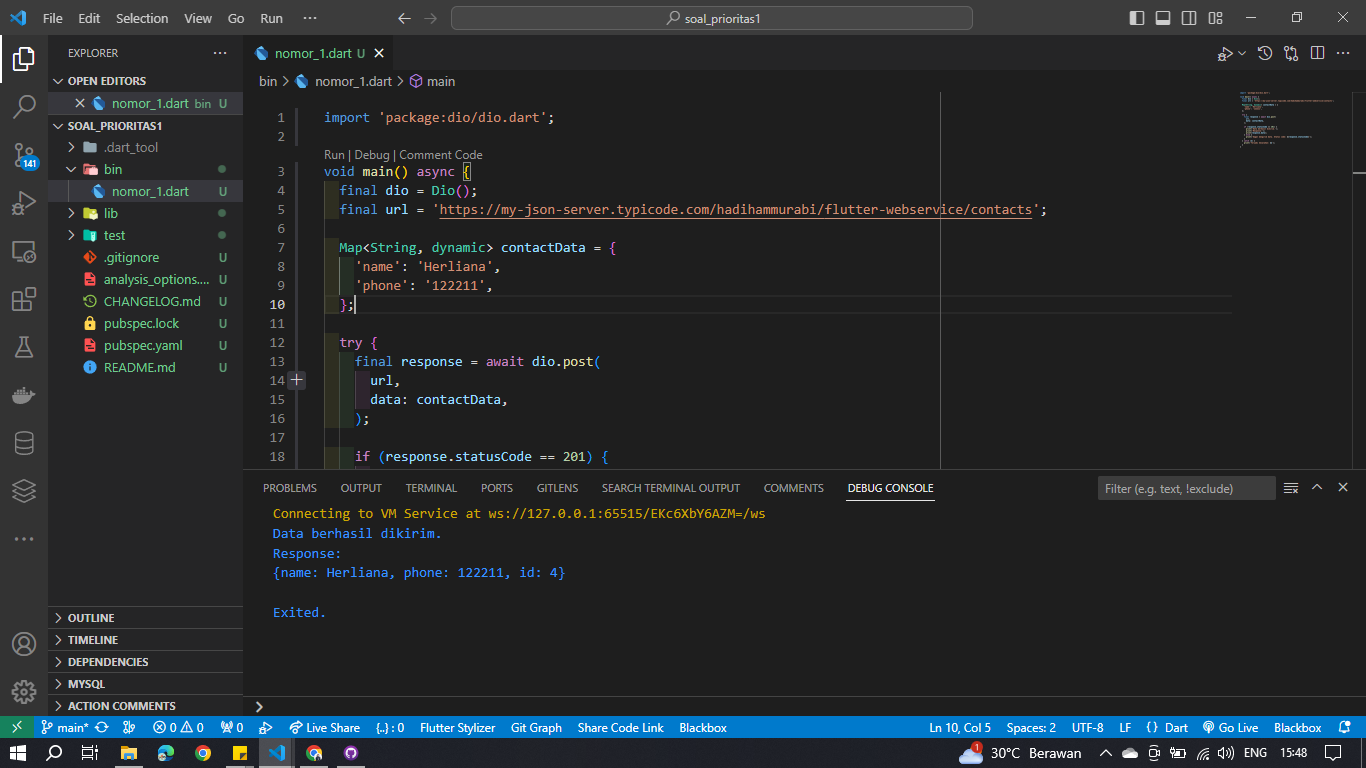 File Edit Selection View Go Run ··· soal_prioritas1
EXPLORER ···
OPEN EDITORS
nomor_1.dart bin U
SOAL_PRIORITAS1
.dart_tool
bin
nomor_1.dart U
lib
test
.gitignore U
analysis_options.... U
CHANGELOG.md U
pubspec.lock U
pubspec.yaml U
README.md U
OUTLINE
TIMELINE
DEPENDENCIES
MYSQL
ACTION COMMENTS
141
nomor_1.dart U
bin > nomor_1.dart > main
1 import 'package:dio/dio.dart';
2
Run | Debug | Comment Code
3 void main() async {
4 final dio = Dio();
5 final url = 'https://my-json-server.typicode.com/hadihammurabi/flutter-webservice/contacts';
6
7 Map<String, dynamic> contactData = {
8 'name': 'Herliana',
9 'phone': '122211',
10 };
11
12 try {
13 final response = await dio.post(
14 url,
15 data: contactData,
16 );
17
18 if (response.statusCode == 201) {
PROBLEMS OUTPUT TERMINAL PORTS GITLENS SEARCH TERMINAL OUTPUT COMMENTS DEBUG CONSOLE Filter (e.g. text, !exclude)
Connecting to VM Service at ws://127.0.0.1:65515/EKc6XbY6AZM=/ws
Data berhasil dikirim.
Response:
{name: Herliana, phone: 122211, id: 4}
Exited.
main* 0 0 0 Live Share {..} : 0 Flutter Stylizer Git Graph Share Code Link Blackbox Ln 10, Col 5 Spaces: 2 UTF-8 LF { } Dart Go Live Blackbox
1 30°C Berawan ENG 15:48